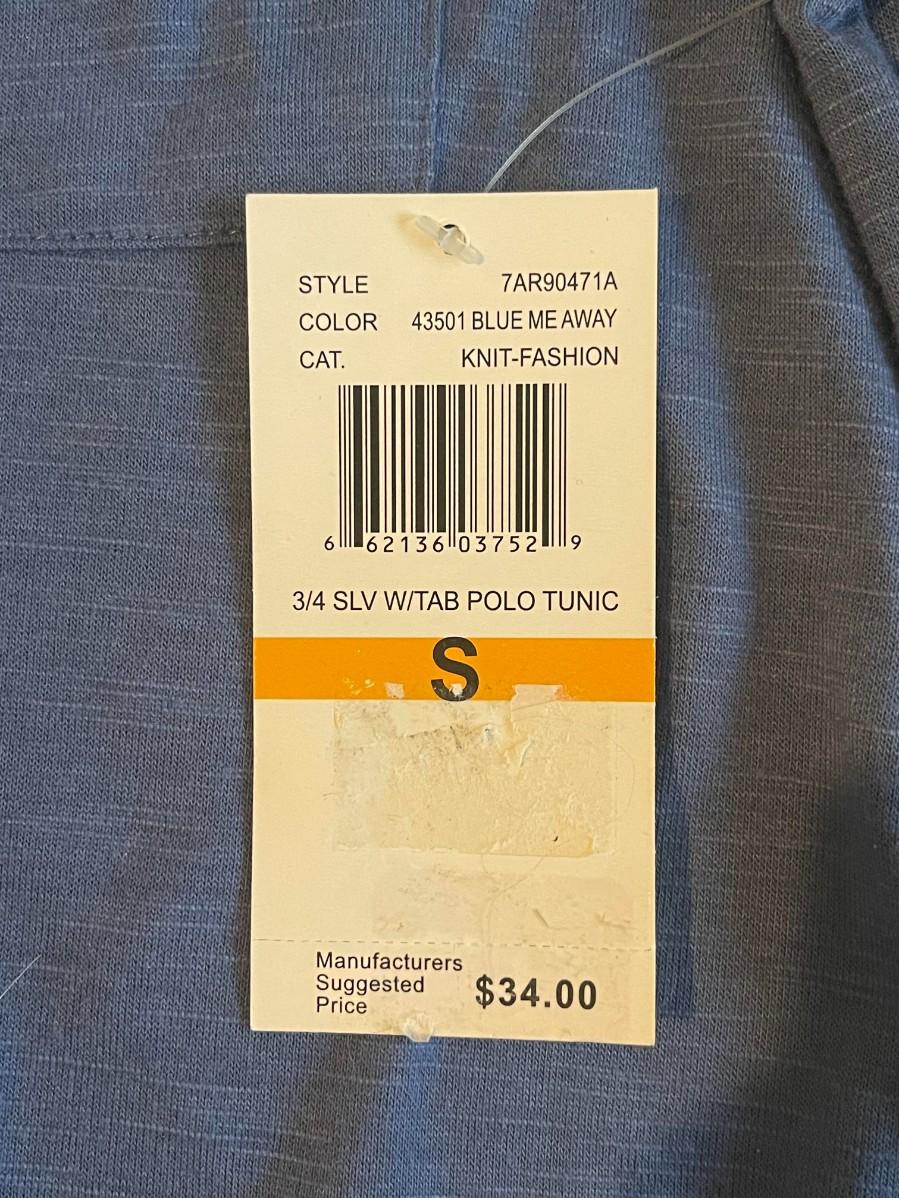 STYLE 7AR90471A
COLOR 43501 BLUE ME AWAY
CAT. KNIT-FASHION
6 62136 03752 9
3/4 SLV W/TAB POLO TUNIC
S
Manufacturers
Suggested
Price
$34.00